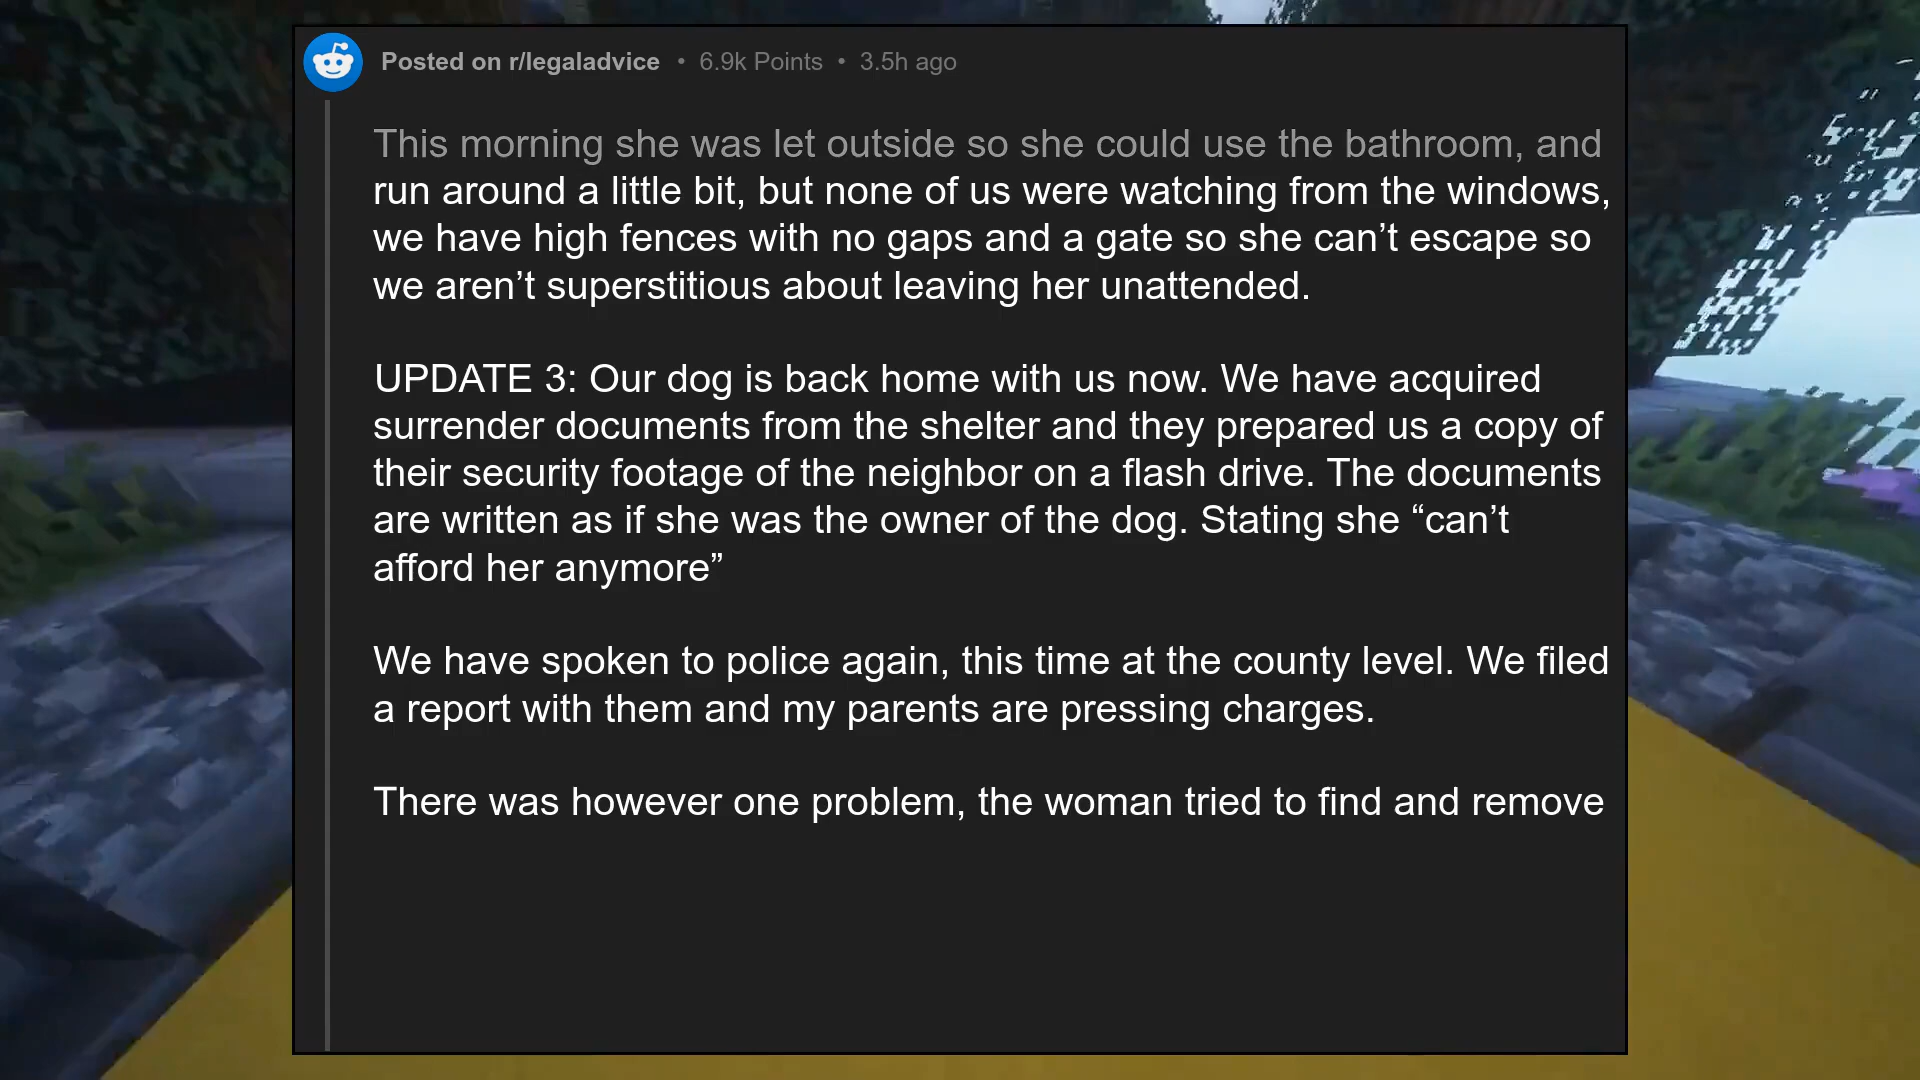 Posted on r/legaladvice • 6.9k Points • 3.5h ago
This morning she was let outside so she could use the bathroom, and
run around a little bit, but none of us were watching from the windows,
we have high fences with no gaps and a gate so she can’t escape so
we aren’t superstitious about leaving her unattended.
UPDATE 3: Our dog is back home with us now. We have acquired
surrender documents from the shelter and they prepared us a copy of
their security footage of the neighbor on a flash drive. The documents
are written as if she was the owner of the dog. Stating she “can’t
afford her anymore”
We have spoken to police again, this time at the county level. We filed
a report with them and my parents are pressing charges.
There was however one problem, the woman tried to find and remove